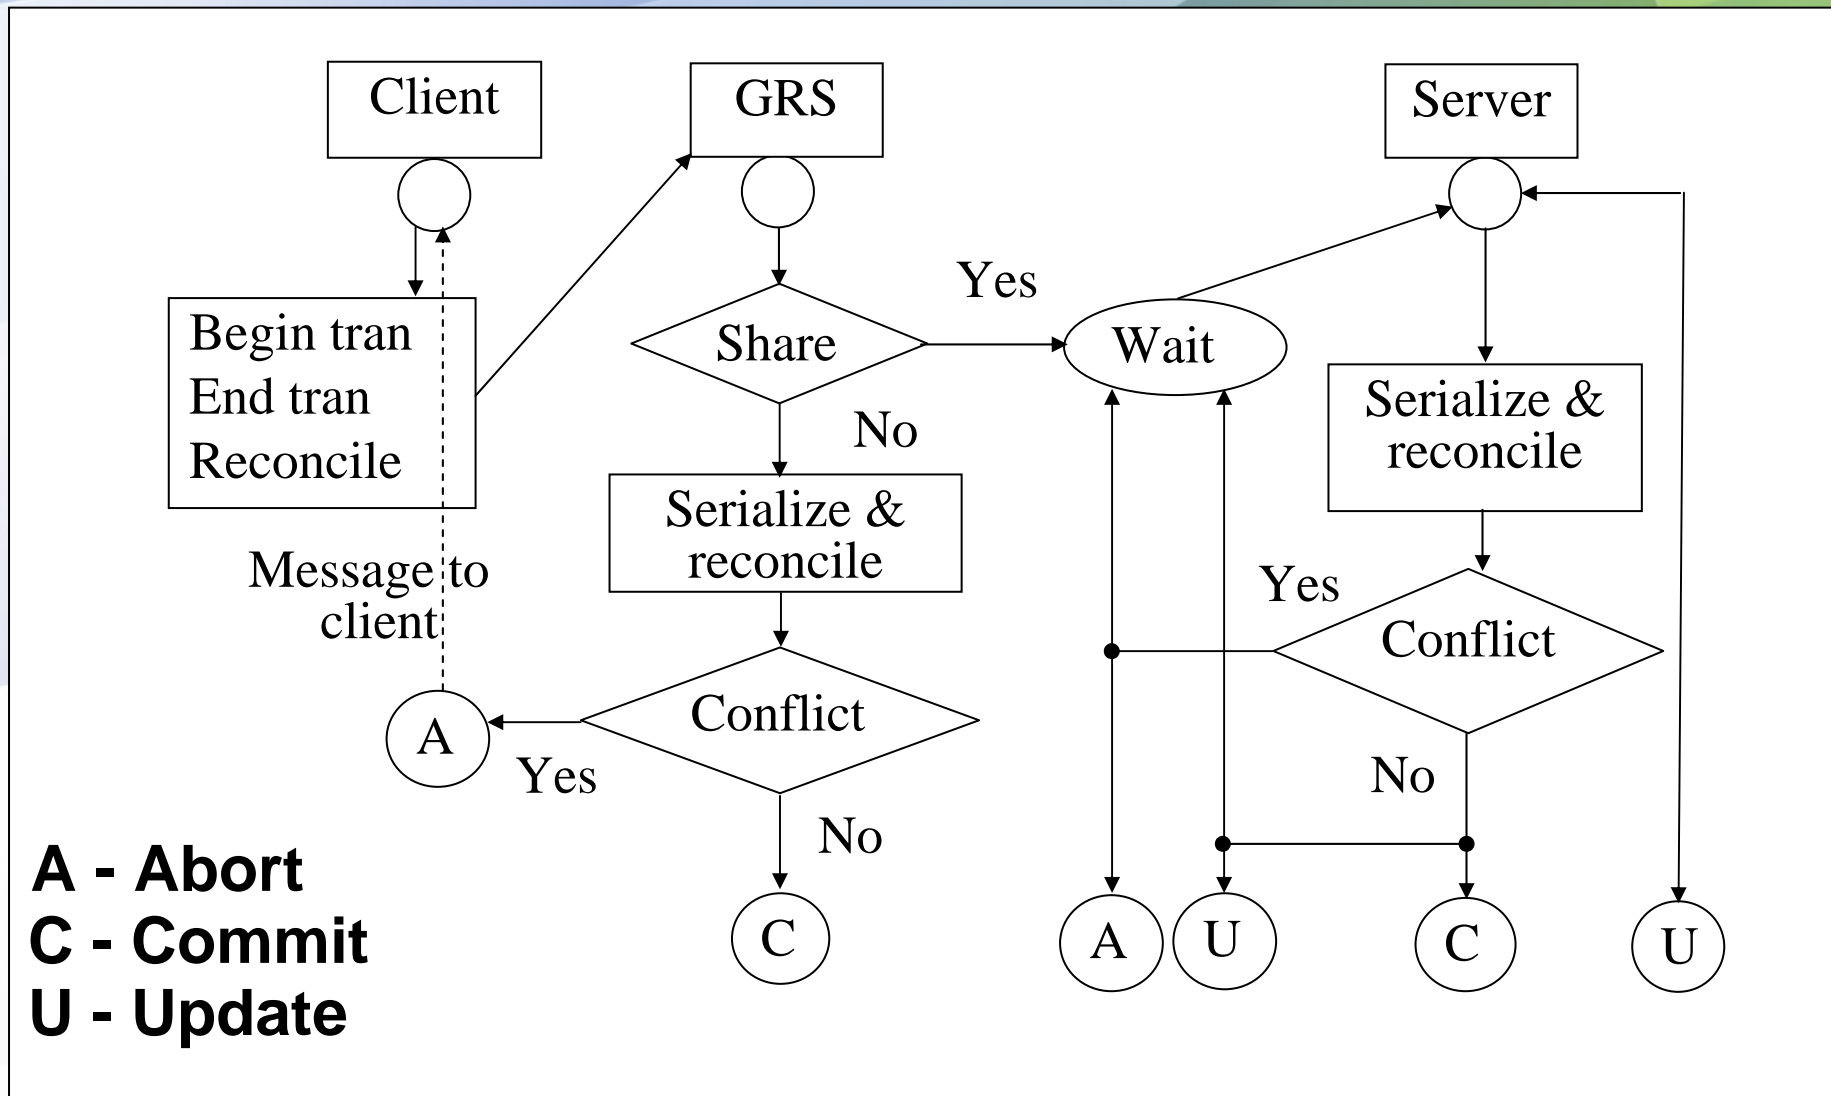 Client
GRS
Server
Begin tran
End tran
Reconcile
Share
Yes
Wait
No
Serialize &
reconcile
Serialize &
reconcile
Message to
client
Yes
Conflict
Conflict
A
Yes
No
No
C
A
U
C
U
A - Abort
C - Commit
U - Update